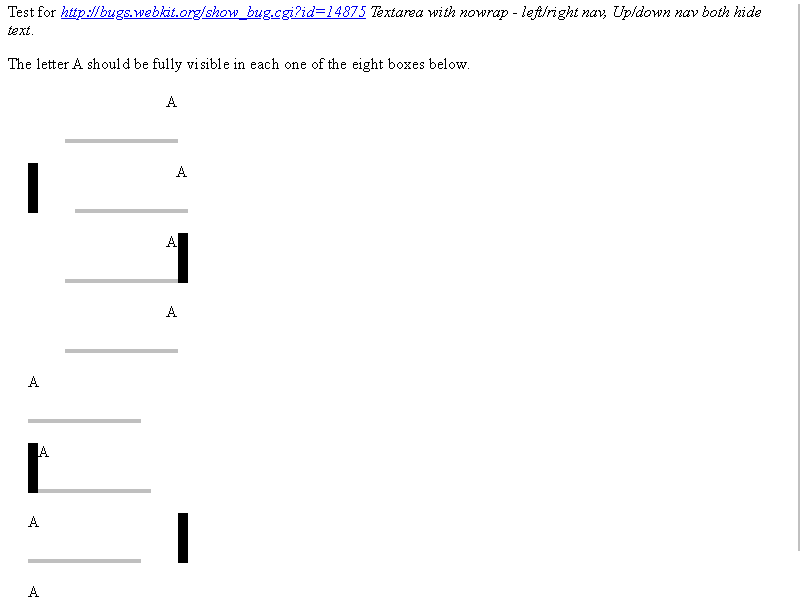 Test for http://bugs.webkit.org/show_bug.cgi?id=14875 Textarea with nowrap - left/right nav, Up/down nav both hide
text.
The letter A should be fully visible in each one of the eight boxes below.
A
A
A
A
A
A
A
A